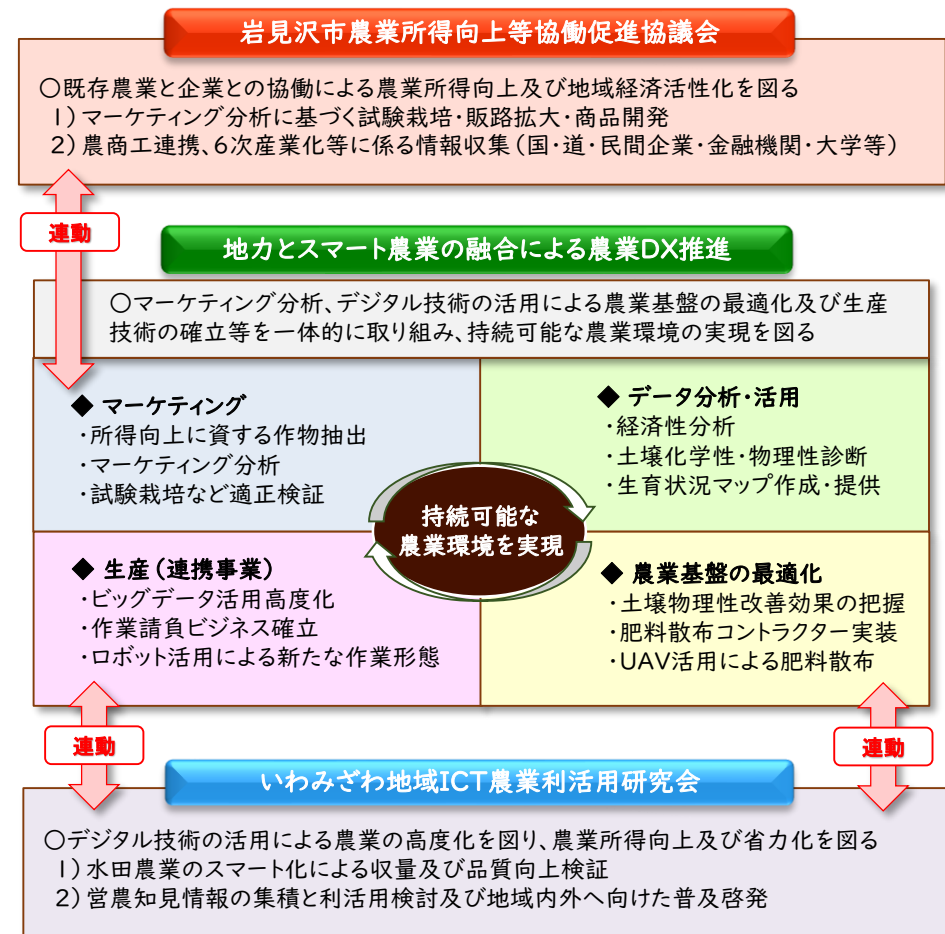 岩見沢市農業所得向上等協働促進協議会
○既存農業と企業との協働による農業所得向上及び地域経済活性化を図る
1)マーケティング分析に基づく試験栽培・販路拡大・商品開発
2)農商工連携、6次産業化等に係る情報収集(国・道・民間企業・金融機関・大学等)
連動
地力とスマート農業の融合による農業DX推進
○マーケティング分析、デジタル技術の活用による農業基盤の最適化及び生産
技術の確立等を一体的に取り組み、持続可能な農業環境の実現を図る
◆ マーケティング
・所得向上に資する作物抽出
・マーケティング分析
・試験栽培など適正検証
◆ データ分析・活用
・経済性分析
・土壌化学性・物理性診断
・生育状況マップ作成・提供
持続可能な
農業環境を実現
◆ 生産(連携事業)
・ビッグデータ活用高度化
・作業請負ビジネス確立
・ロボット活用による新たな作業形態
◆ 農業基盤の最適化
・土壌物理性改善効果の把握
・肥料散布コントラクター実装
・UAV活用による肥料散布
連動
連動
いわみざわ地域ICT農業利活用研究会
○デジタル技術の活用による農業の高度化を図り、農業所得向上及び省力化を図る
1)水田農業のスマート化による収量及び品質向上検証
2)営農知見情報の集積と利活用検討及び地域内外へ向けた普及啓発